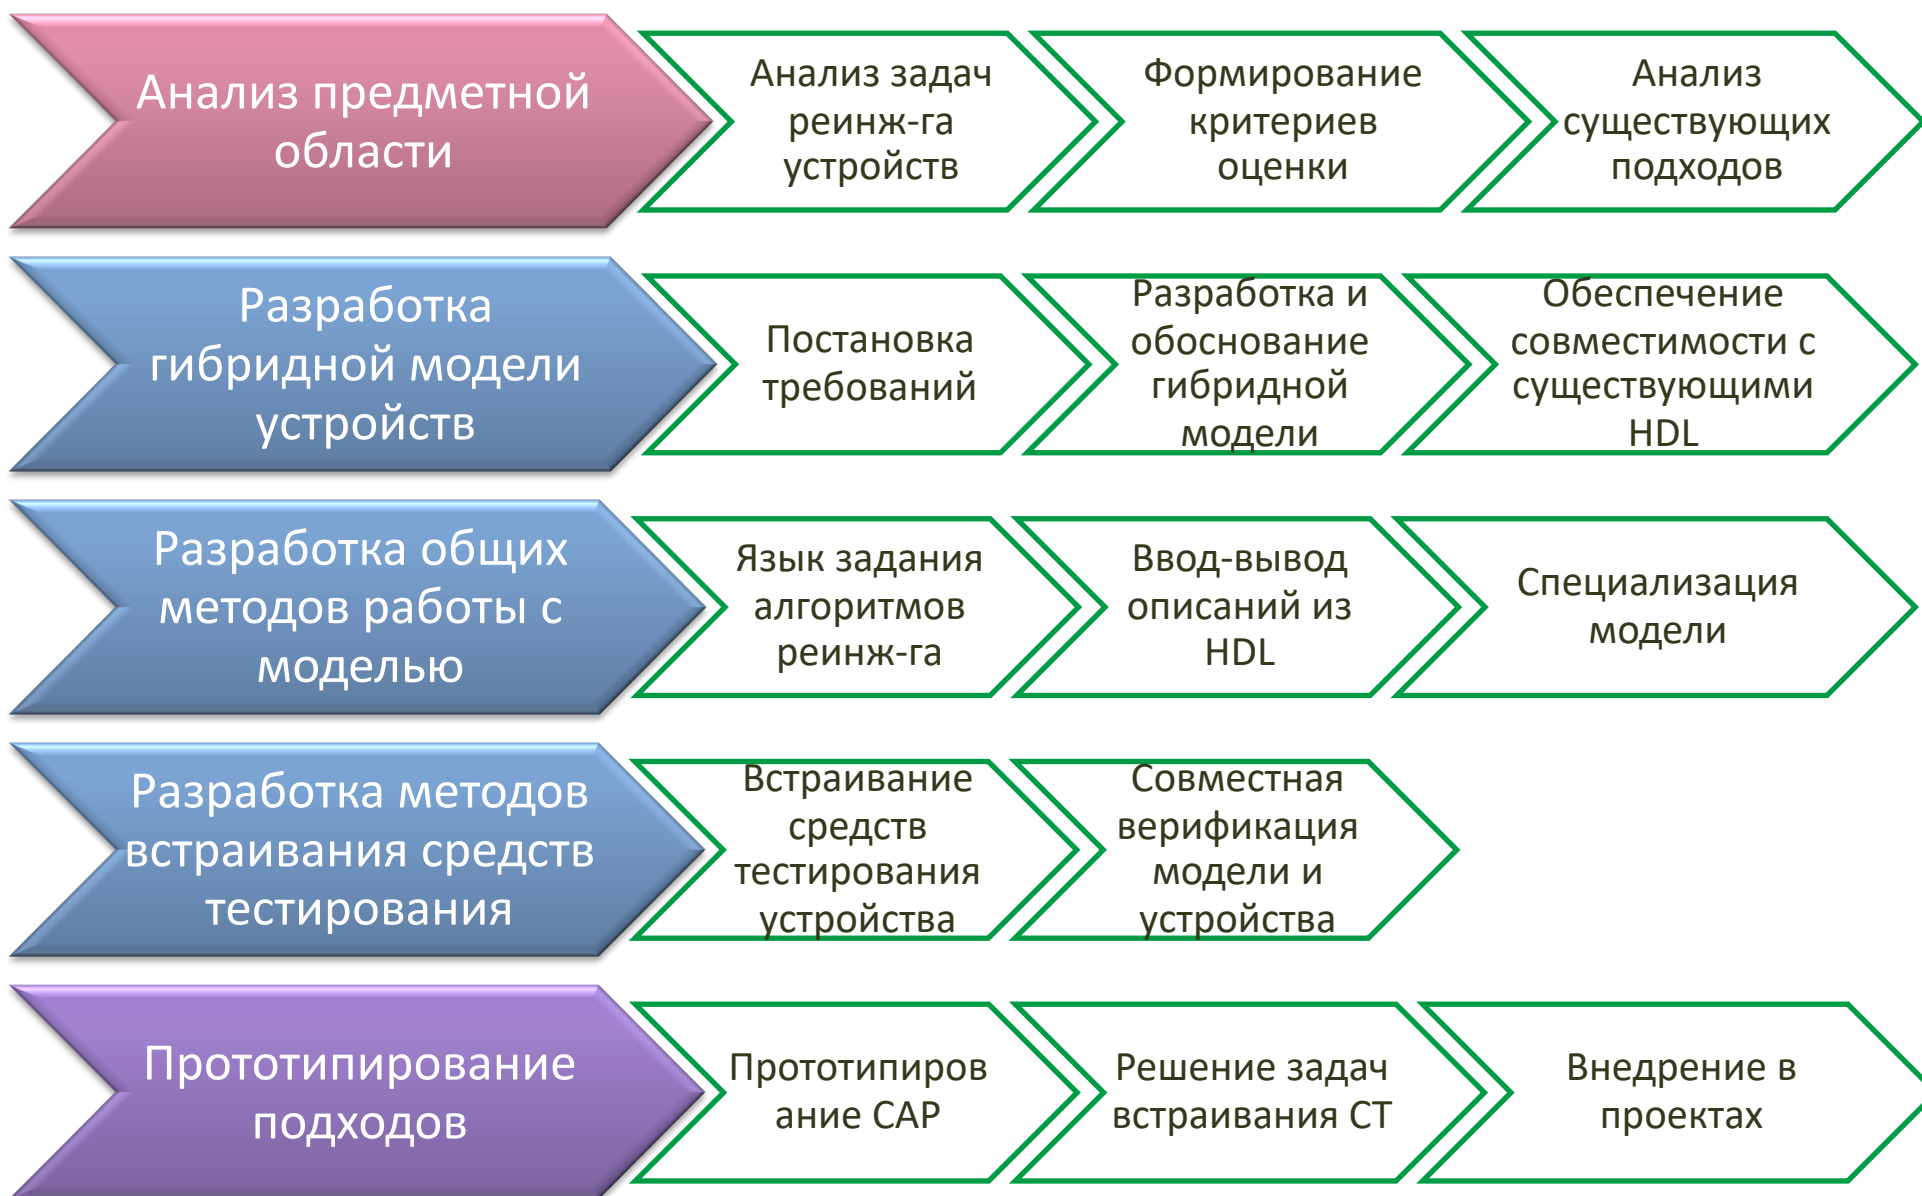 Анализ предметной
области
Анализ задач
реинж-га
устройств
Формирование
критериев
оценки
Анализ
существующих
подходов
Разработка
гибридной модели
устройств
Постановка
требований
Разработка и
обоснование
гибридной
модели
Обеспечение
совместимости с
существующими
HDL
Разработка общих
методов работы с
моделью
Язык задания
алгоритмов
реинж-га
Ввод-вывод
описаний из
HDL
Специализация
модели
Разработка методов
встраивания средств
тестирования
Встраивание
средств
тестирования
устройства
Совместная
верификация
модели и
устройства
Прототипирование
подходов
Прототипиров
ание САР
Решение задач
встраивания СТ
Внедрение в
проектах